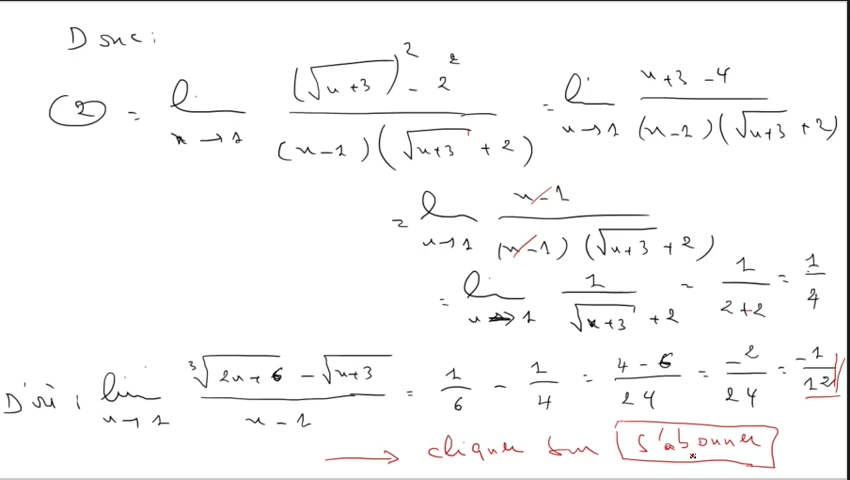 Donc:
② = lim_{x→1} ((√(x+3))² - 2²)/((x-1)(√(x+3) + 2)) = lim_{x→1} (x+3-4)/((x-1)(√(x+3) + 2))
= lim_{x→1} (x-1)/((x-1)(√(x+3) + 2))
= lim_{x→1} 1/(√(x+3) + 2) = 1/(2+2) = 1/4
D'où : lim_{x→1} (∛(2x+6) - √(x+3))/(x-1) = 1/6 - 1/4 = (4-6)/24 = -2/24 = -1/12
→ cliquer sur s'abonner